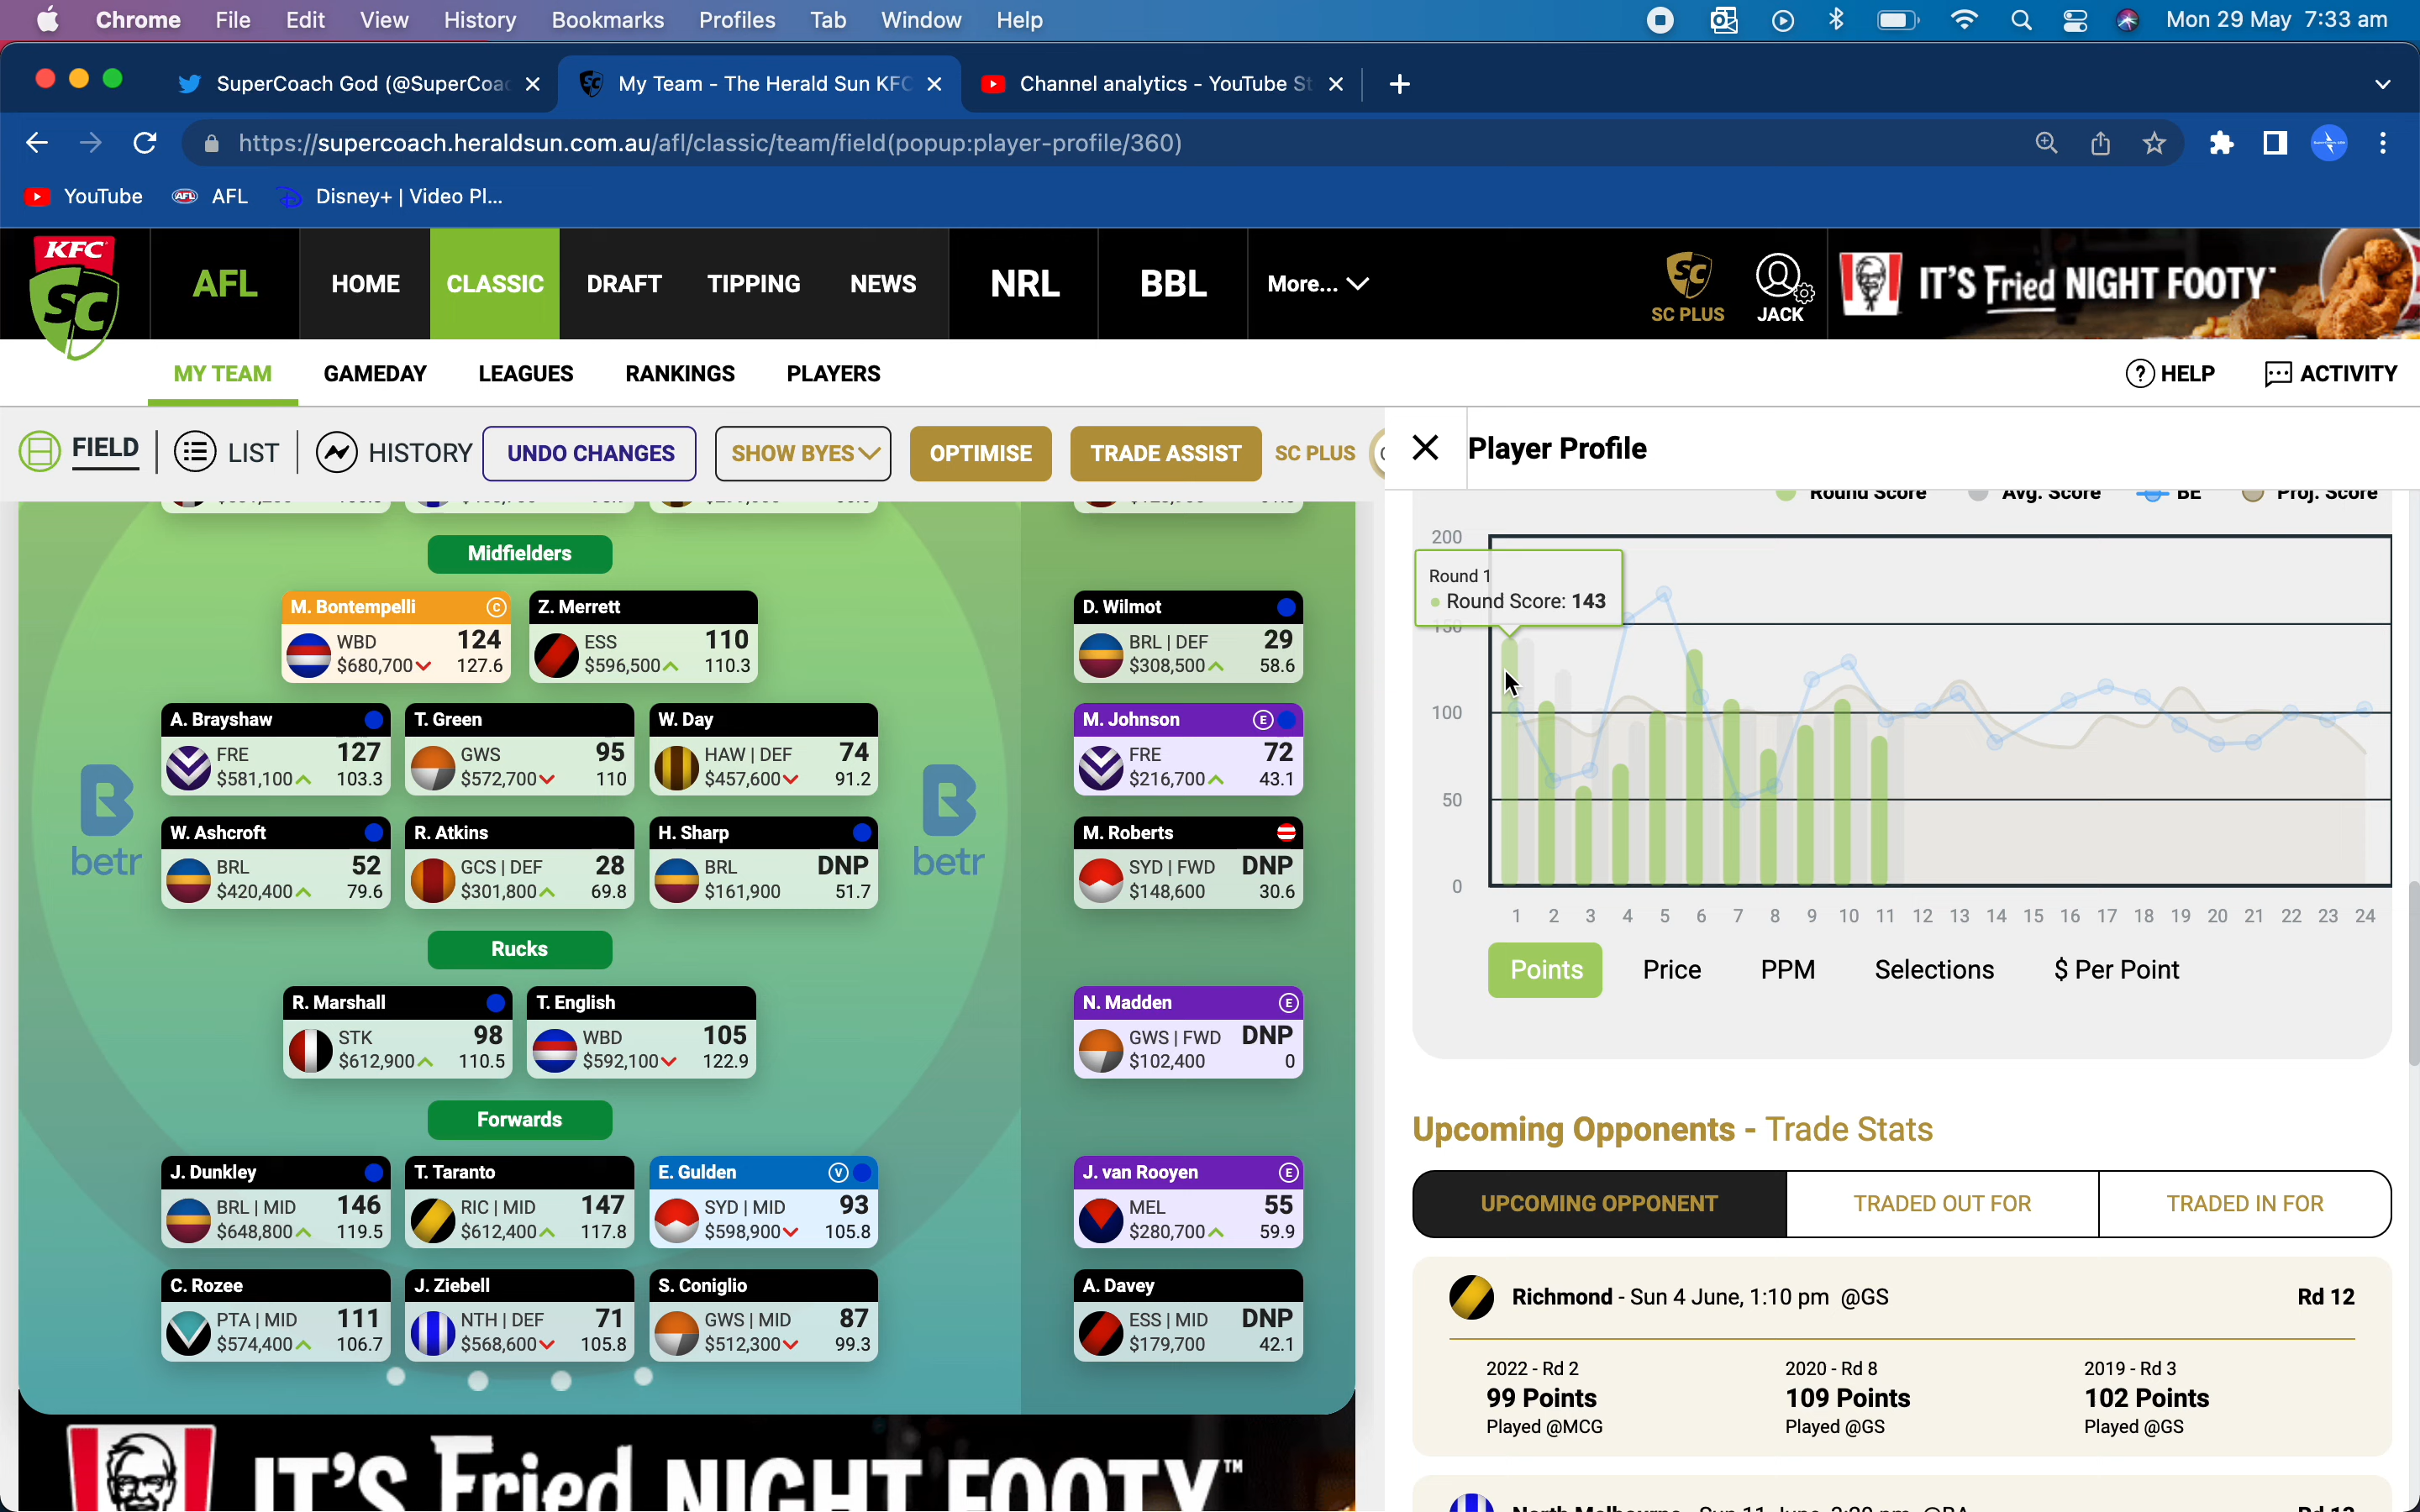 Chrome File Edit View History Bookmarks Profiles Tab Window Help Mon 29 May 7:33 am
SuperCoach God (@SuperCoac My Team - The Herald Sun KFC Channel analytics - YouTube St
https://supercoach.heraldsun.com.au/afl/classic/team/field(popup:player-profile/360)
YouTube AFL Disney+ | Video Pl...
KFC SC AFL HOME CLASSIC DRAFT TIPPING NEWS NRL BBL More... SC PLUS JACK IT'S Fried NIGHT FOOTY™
MY TEAM GAMEDAY LEAGUES RANKINGS PLAYERS HELP ACTIVITY
FIELD LIST HISTORY UNDO CHANGES SHOW BYES OPTIMISE TRADE ASSIST SC PLUS
Midfielders
M. Bontempelli C
WBD 124
$680,700 127.6
Z. Merrett
ESS 110
$596,500 110.3
D. Wilmot
BRL | DEF 29
$308,500 58.6
A. Brayshaw
FRE 127
$581,100 103.3
T. Green
GWS 95
$572,700 110
W. Day
HAW | DEF 74
$457,600 91.2
M. Johnson E
FRE 72
$216,700 43.1
betr
betr
W. Ashcroft
BRL 52
$420,400 79.6
R. Atkins
GCS | DEF 28
$301,800 69.8
H. Sharp
BRL DNP
$161,900 51.7
M. Roberts
SYD | FWD DNP
$148,600 30.6
Rucks
R. Marshall
STK 98
$612,900 110.5
T. English
WBD 105
$592,100 122.9
N. Madden E
GWS | FWD DNP
$102,400 0
Forwards
J. Dunkley
BRL | MID 146
$648,800 119.5
T. Taranto
RIC | MID 147
$612,400 117.8
E. Gulden V
SYD | MID 93
$598,900 105.8
J. van Rooyen E
MEL 55
$280,700 59.9
C. Rozee
PTA | MID 111
$574,400 106.7
J. Ziebell
NTH | DEF 71
$568,600 105.8
S. Coniglio
GWS | MID 87
$512,300 99.3
A. Davey
ESS | MID DNP
$179,700 42.1
IT'S Fried NIGHT FOOTY™
Player Profile
Round Score Avg. Score BE Proj. Score
200
Round 1
Round Score: 143
150
100
50
0
1 2 3 4 5 6 7 8 9 10 11 12 13 14 15 16 17 18 19 20 21 22 23 24
Points Price PPM Selections $ Per Point
Upcoming Opponents - Trade Stats
UPCOMING OPPONENT TRADED OUT FOR TRADED IN FOR
Richmond - Sun 4 June, 1:10 pm @GS Rd 12
2022 - Rd 2 2020 - Rd 8 2019 - Rd 3
99 Points 109 Points 102 Points
Played @MCG Played @GS Played @GS